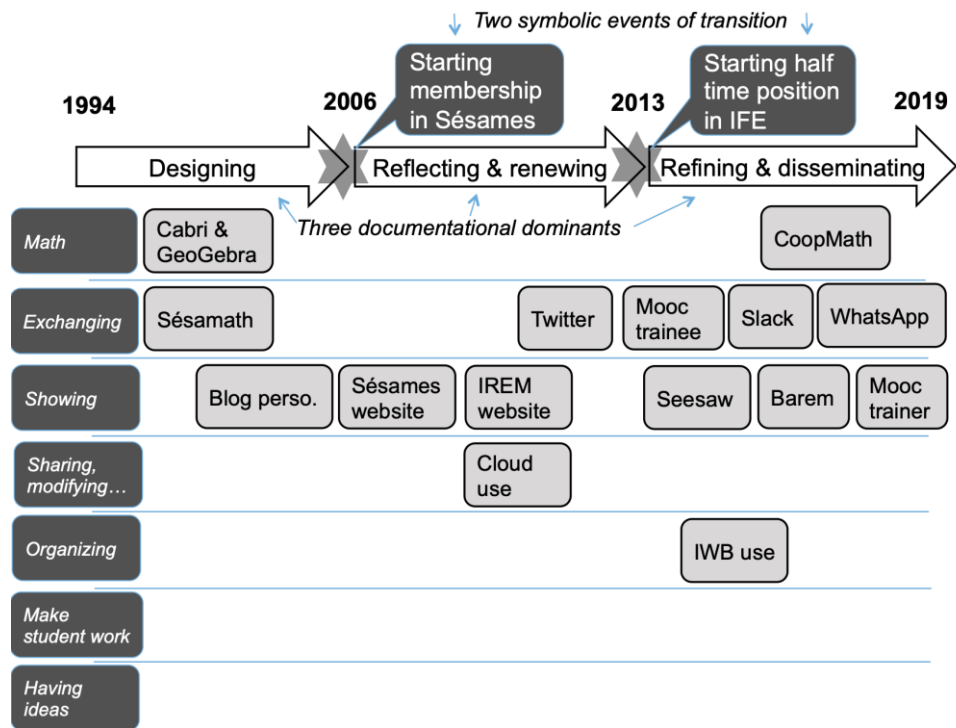 Two symbolic events of transition
Starting
membership
in Sésames
Starting half
time position
in IFE
1994
2006
2013
2019
Designing
Reflecting & renewing
Refining & disseminating
Three documentational dominants
Math
Cabri &
GeoGebra
CoopMath
Exchanging
Sésamath
Twitter
Mooc
trainee
Slack
WhatsApp
Showing
Blog perso.
Sésames
website
IREM
website
Seesaw
Barem
Mooc
trainer
Sharing,
modifying...
Cloud
use
Organizing
IWB use
Make
student work
Having
ideas